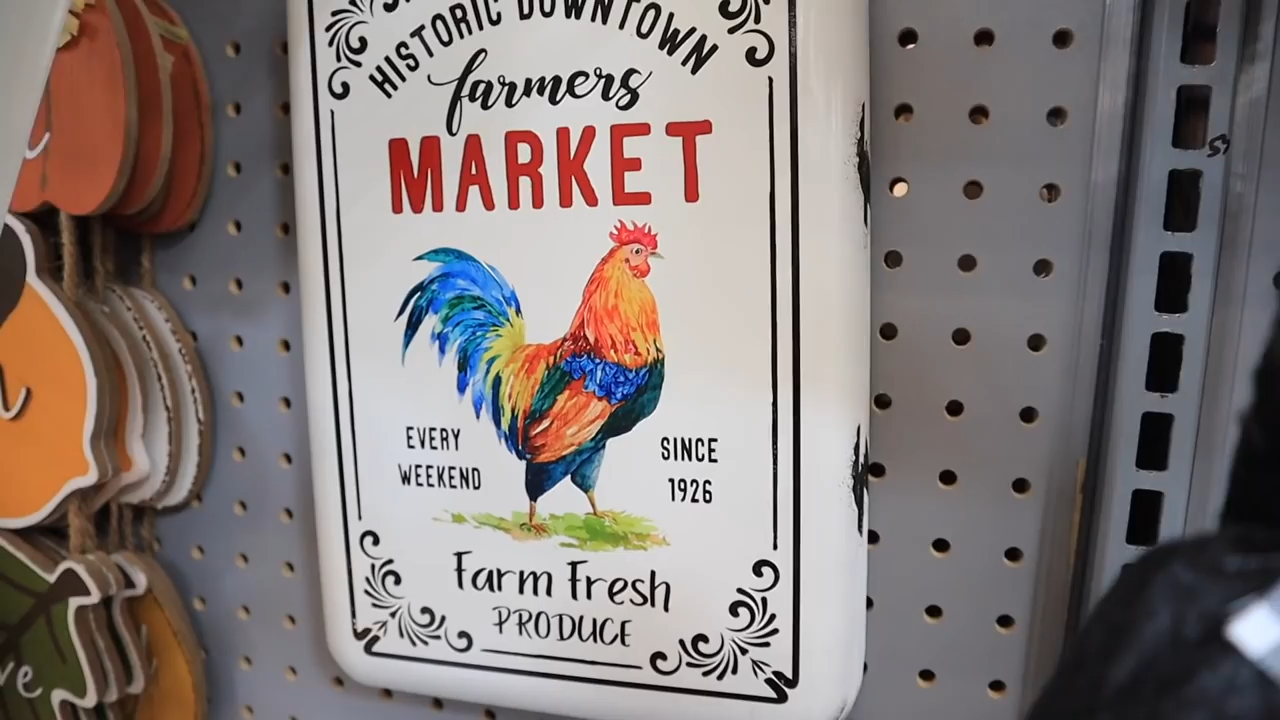 HISTORIC DOWNTOWN
farmers
MARKET
EVERY
WEEKEND
SINCE
1926
Farm Fresh
PRODUCE